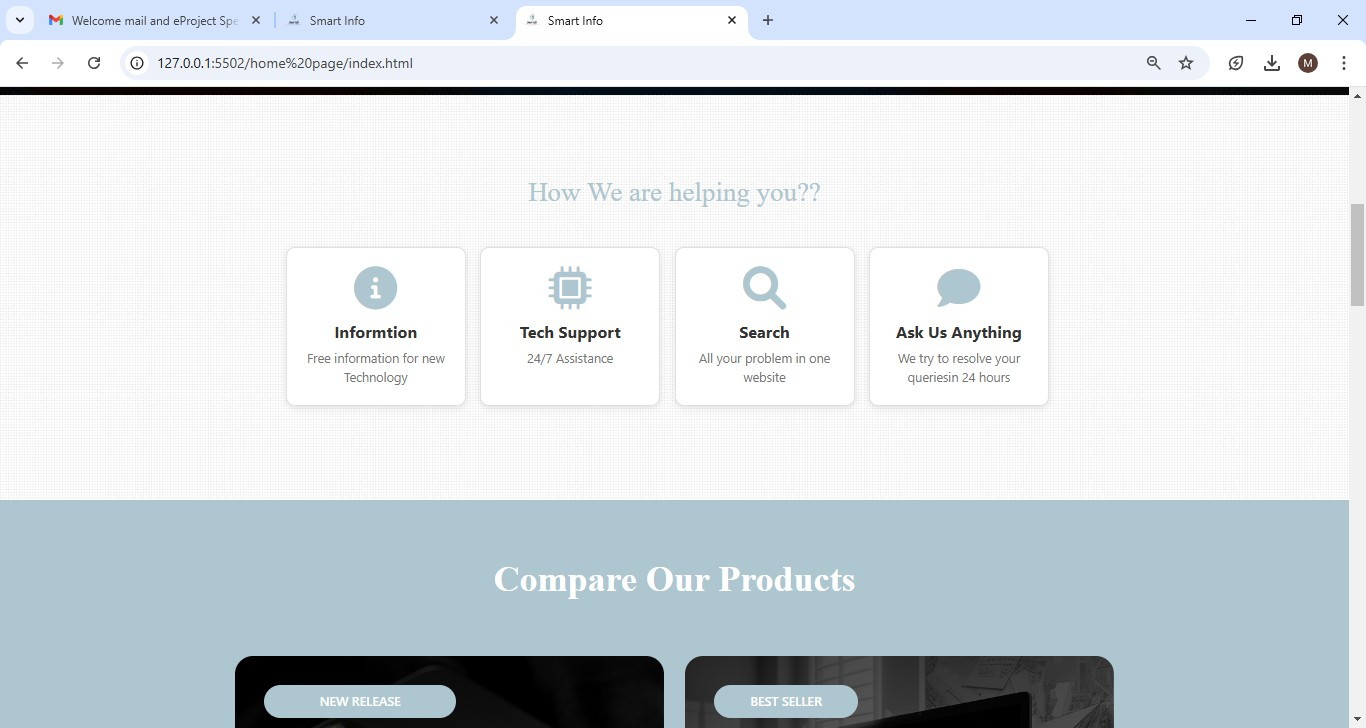 Welcome mail and eProject Spe
Smart Info
Smart Info
127.0.0.1:5502/home%20page/index.html
M
How We are helping you??
Informtion
Free information for new
Technology
Tech Support
24/7 Assistance
Search
All your problem in one
website
Ask Us Anything
We try to resolve your
queriesin 24 hours
Compare Our Products
NEW RELEASE
BEST SELLER